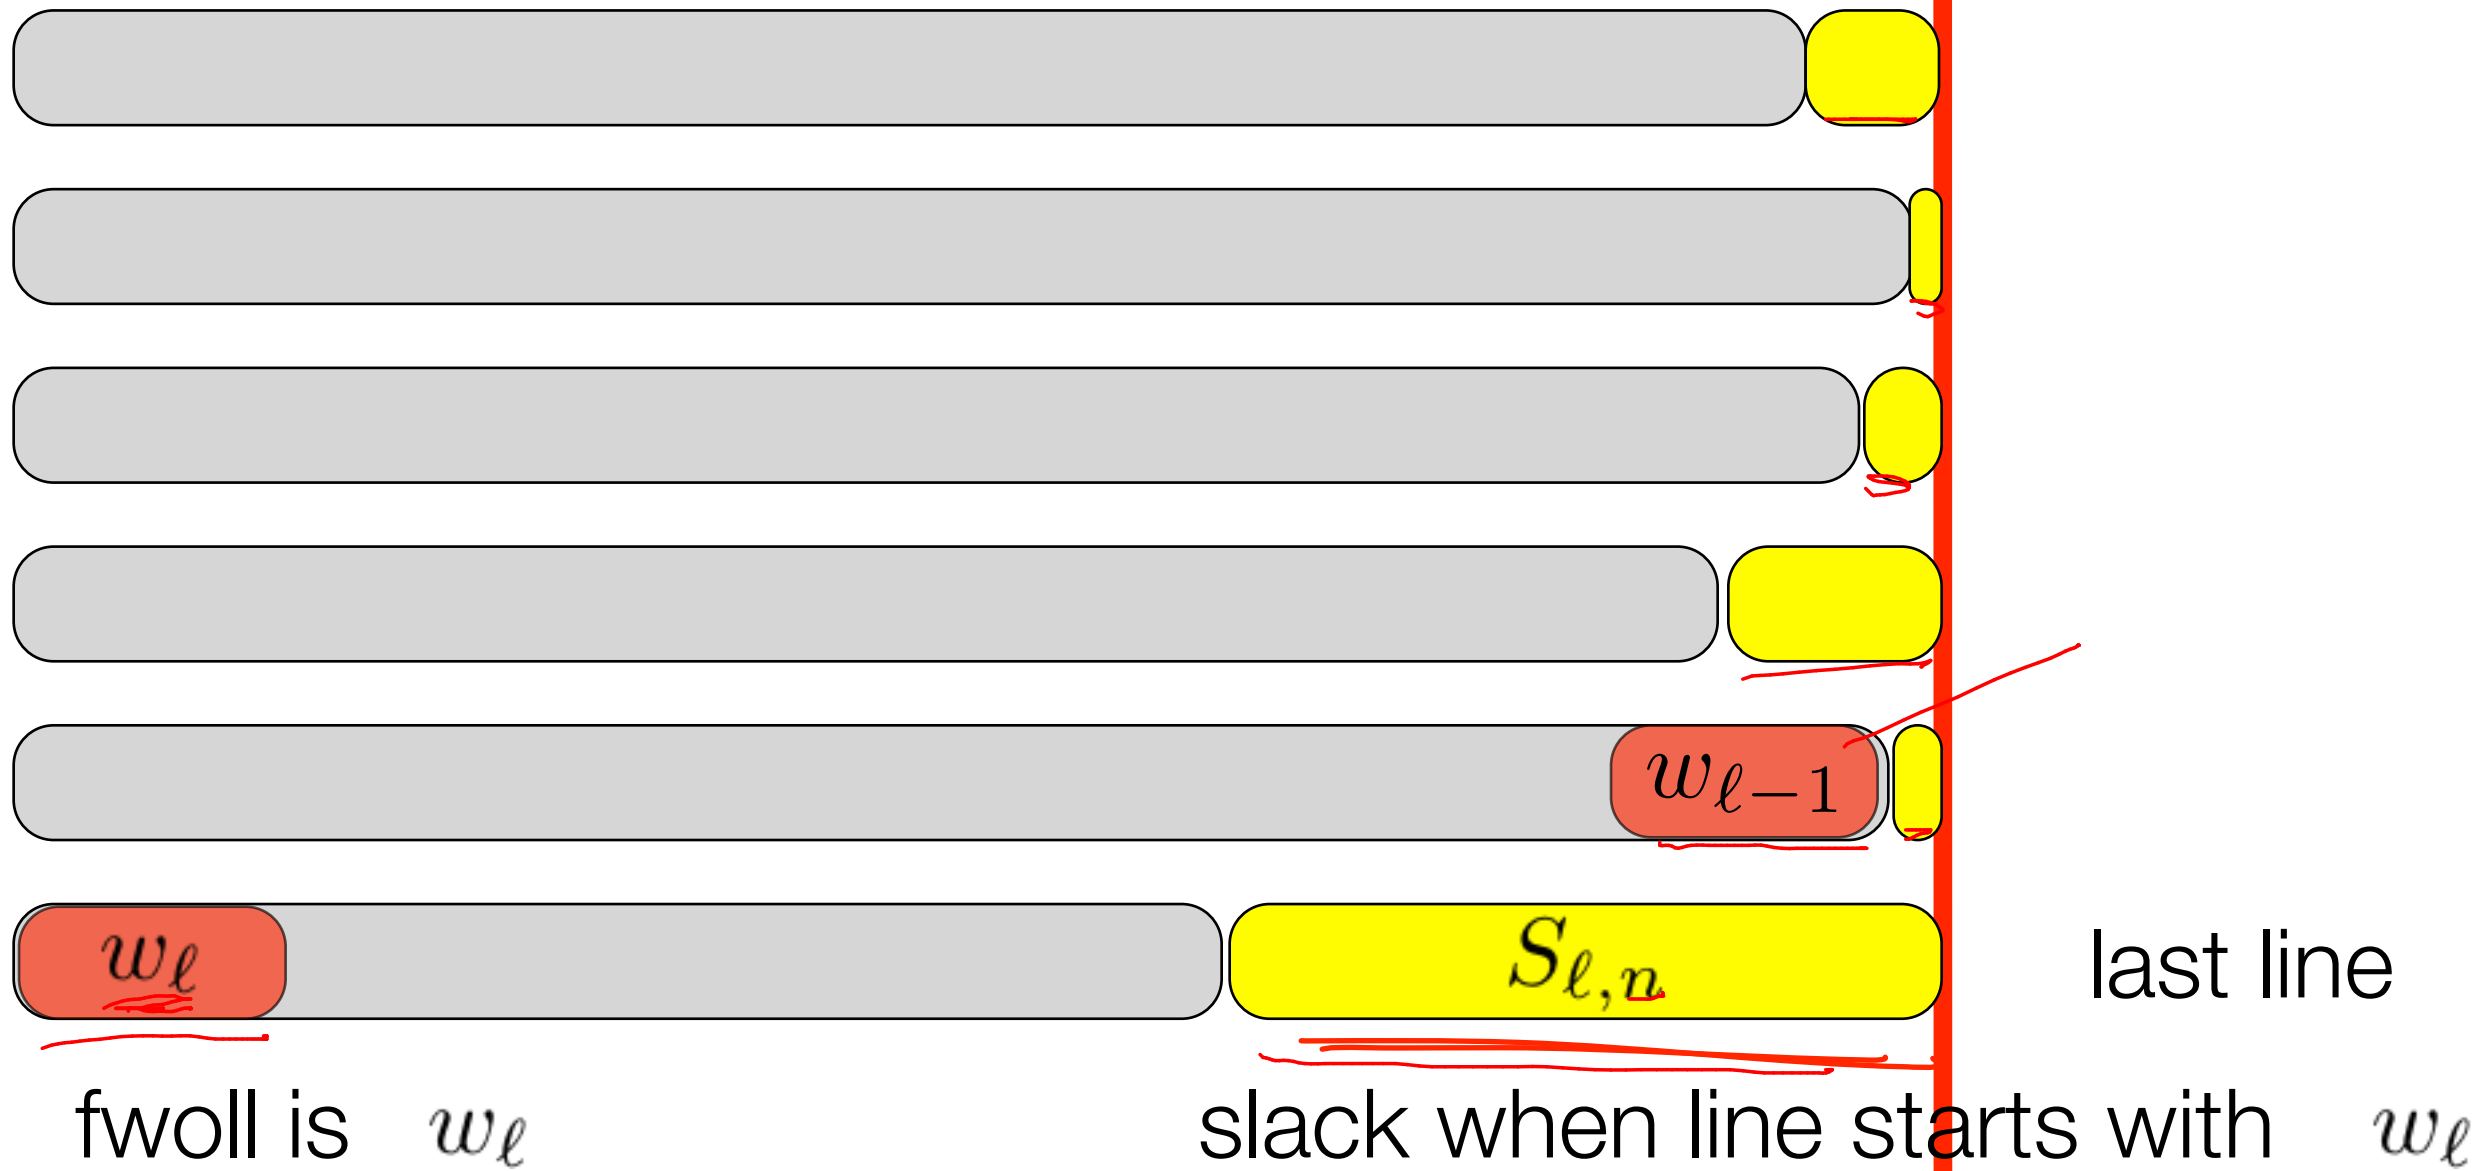 w_{ℓ−1}
w_ℓ S_{ℓ,n} last line
fwoll is w_ℓ slack when line starts with w_ℓ